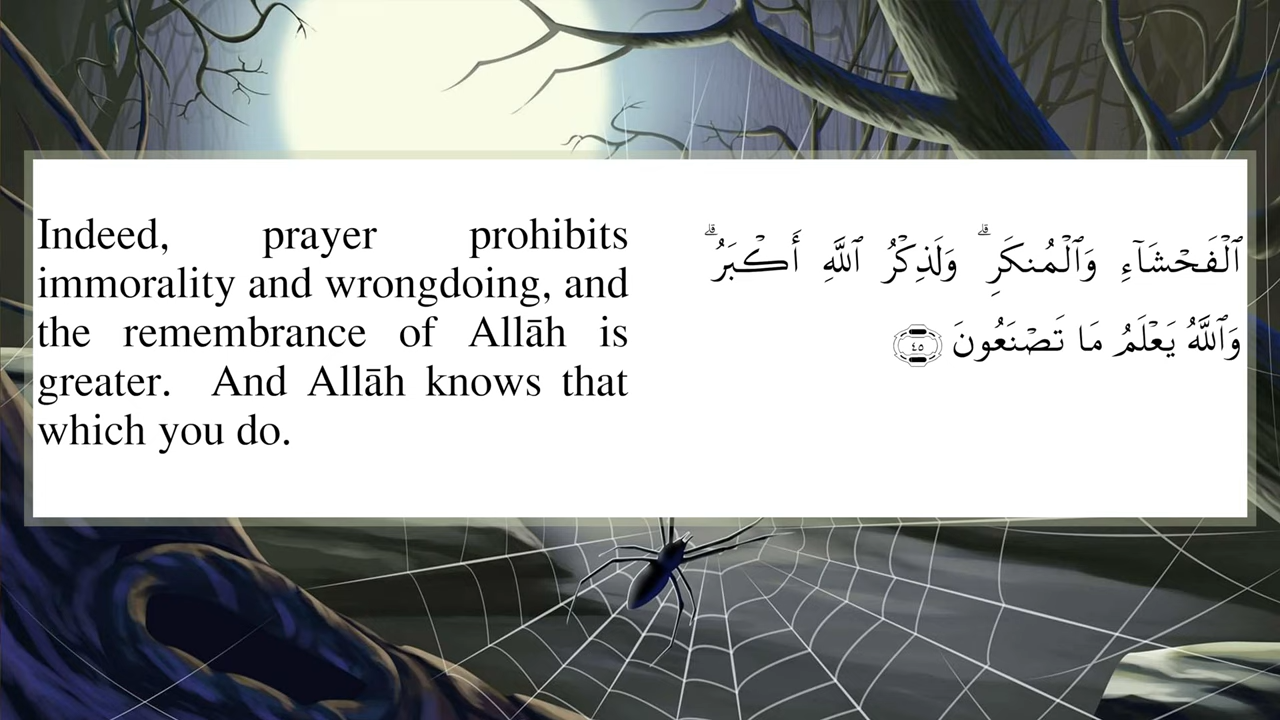 Indeed, prayer prohibits
immorality and wrongdoing, and
the remembrance of Allāh is
greater. And Allāh knows that
which you do.
ٱلْفَحْشَآءِ وَٱلْمُنكَرِ ۗ وَلَذِكْرُ ٱللَّهِ أَكْبَرُ ۗ
وَٱللَّهُ يَعْلَمُ مَا تَصْنَعُونَ ٤٥